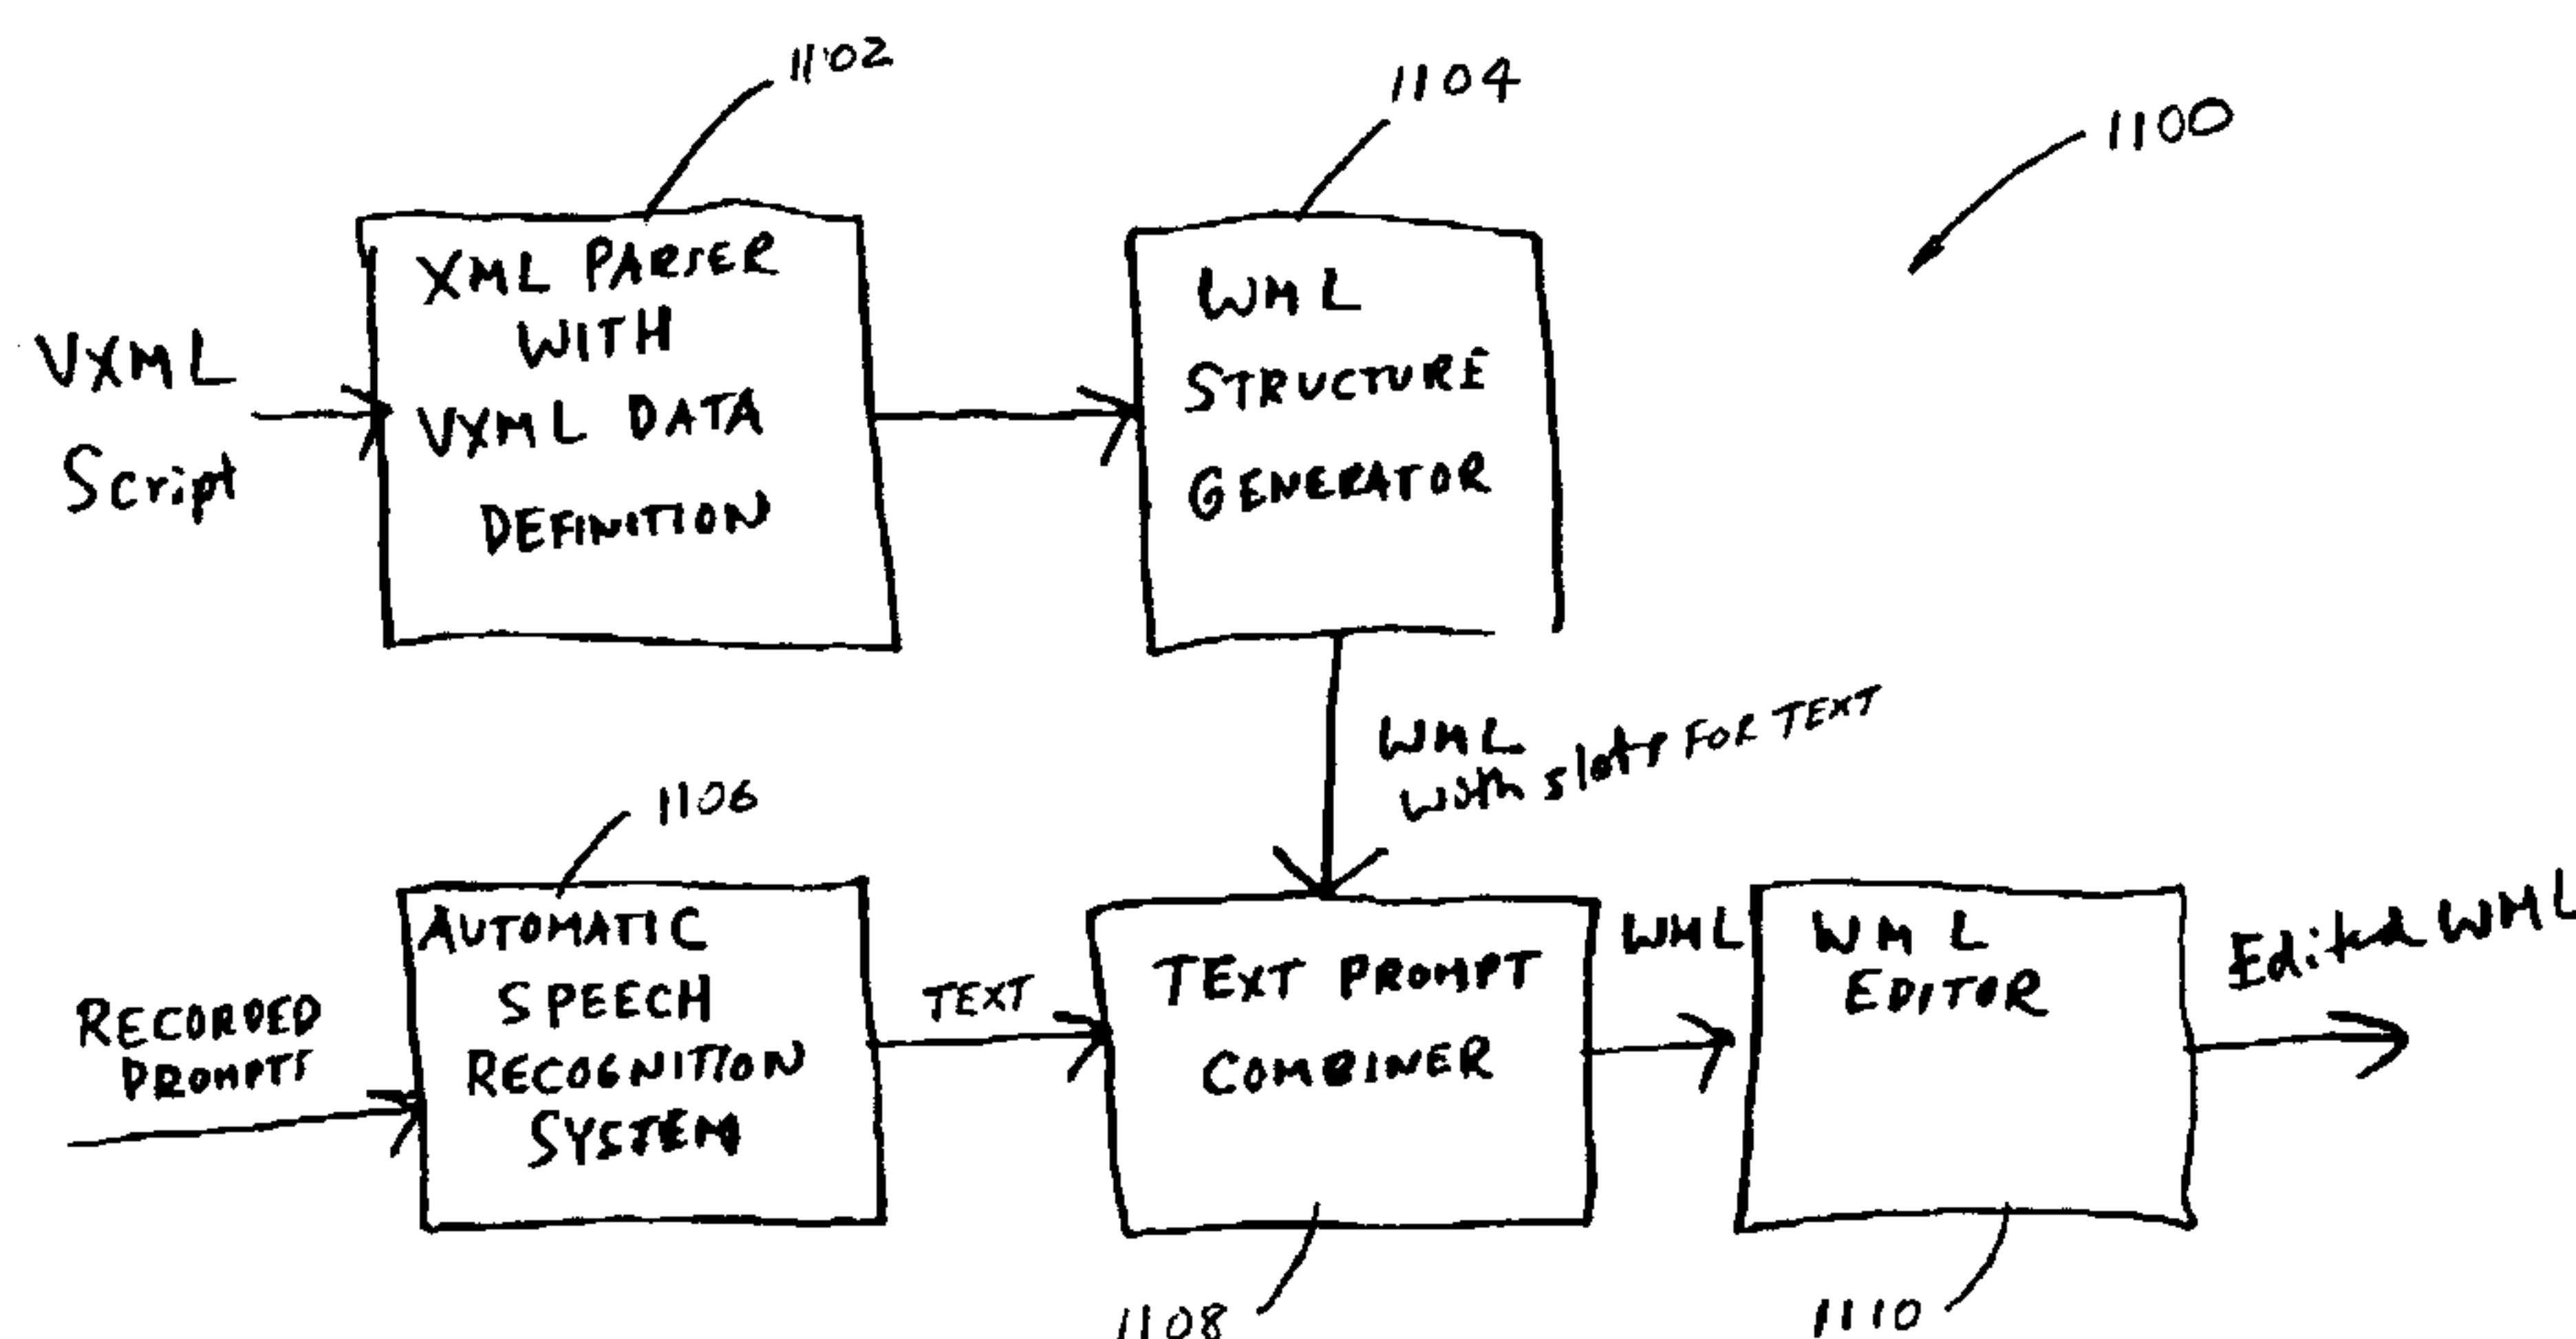 1102
1104
1100
XML PARSER
WITH
VXML DATA
DEFINITION
WML
STRUCTURE
GENERATOR
VXML
Script
WML
with slots FOR TEXT
1106
AUTOMATIC
SPEECH
RECOGNITION
SYSTEM
RECORDED
PROMPTS
TEXT
TEXT PROMPT
COMBINER
WML
WML
EDITOR
Edited WML
1108
1110